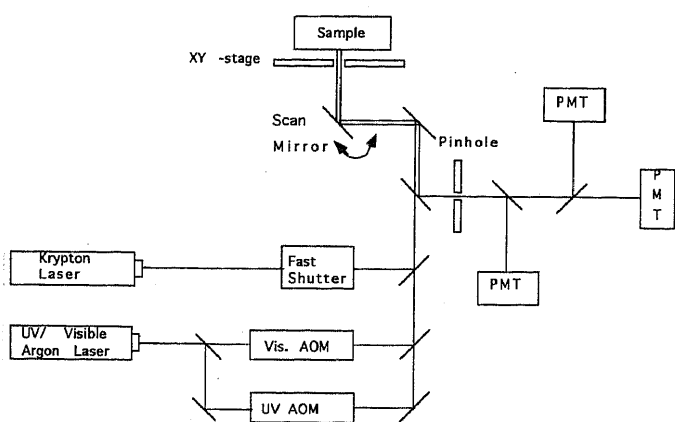 Sample
XY -stage
Scan
Mirror
Pinhole
PMT
P
M
T
PMT
Krypton
Laser
Fast
Shutter
UV/ Visible
Argon Laser
Vis. AOM
UV AOM